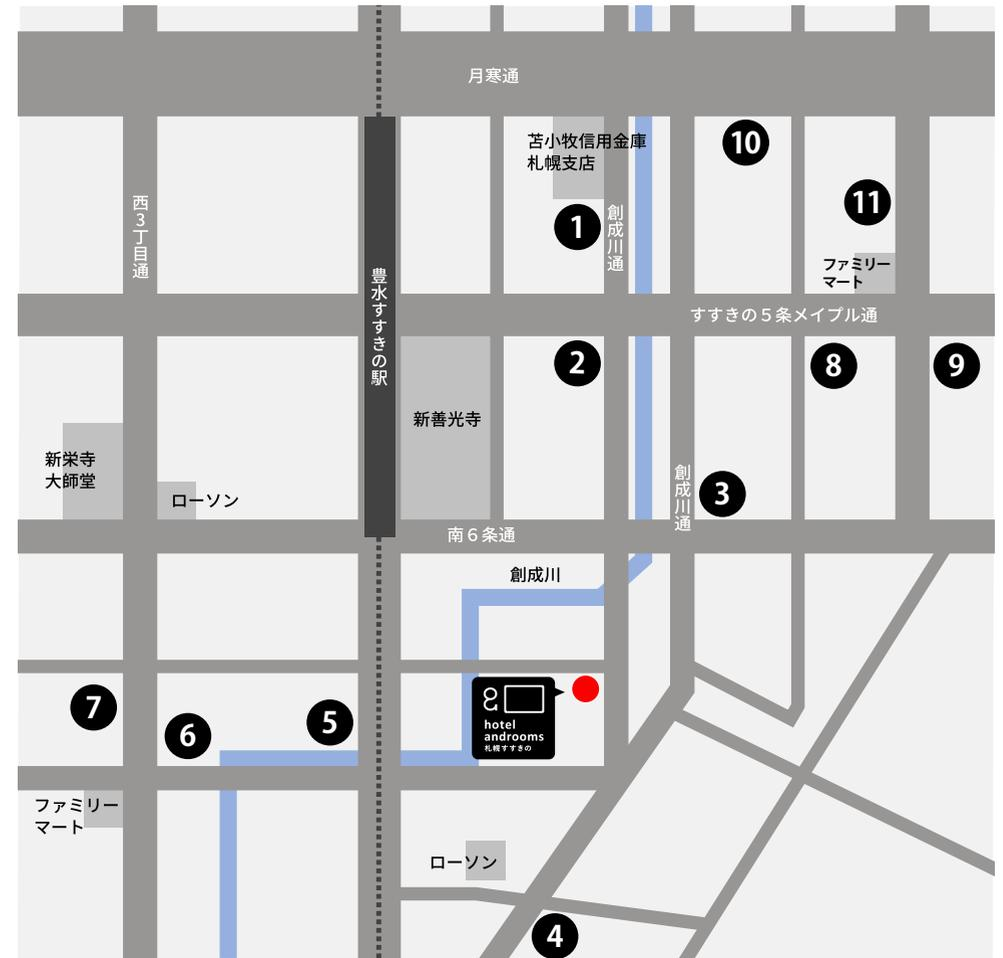 月寒通
苫小牧信用金庫
札幌支店
10
11
西3丁目通
1
創成川通
ファミリー
マート
豊水すすきの駅
すすきの５条メイプル通
2
8
9
新善光寺
新栄寺
大師堂
ローソン
創成川通
3
南６条通
創成川
7
6
5
hotel
androoms
札幌すすきの
ファミリー
マート
ローソン
4